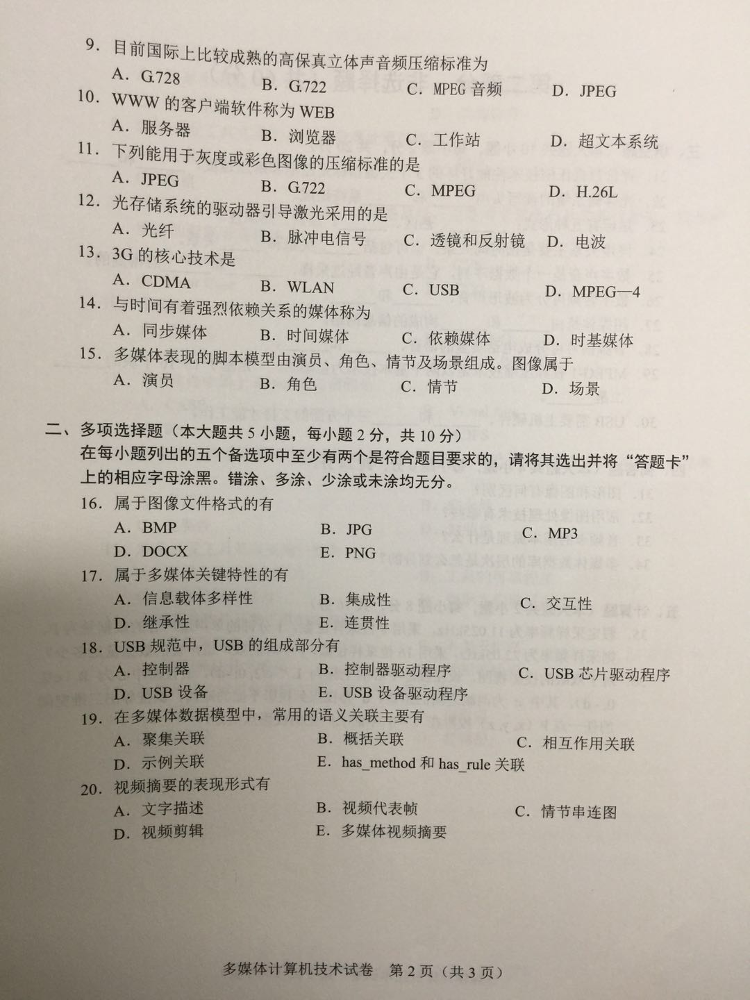 9．目前国际上比较成熟的高保真立体声音频压缩标准为
A．G.728 B．G.722 C．MPEG 音频 D．JPEG
10．WWW 的客户端软件称为 WEB
A．服务器 B．浏览器 C．工作站 D．超文本系统
11．下列能用于灰度或彩色图像的压缩标准的是
A．JPEG B．G.722 C．MPEG D．H.26L
12．光存储系统的驱动器引导激光采用的是
A．光纤 B．脉冲电信号 C．透镜和反射镜 D．电波
13．3G 的核心技术是
A．CDMA B．WLAN C．USB D．MPEG—4
14．与时间有着强烈依赖关系的媒体称为
A．同步媒体 B．时间媒体 C．依赖媒体 D．时基媒体
15．多媒体表现的脚本模型由演员、角色、情节及场景组成。图像属于
A．演员 B．角色 C．情节 D．场景
二、多项选择题（本大题共 5 小题，每小题 2 分，共 10 分）
在每小题列出的五个备选项中至少有两个是符合题目要求的，请将其选出并将“答题卡”
上的相应字母涂黑。错涂、多涂、少涂或未涂均无分。
16．属于图像文件格式的有
A．BMP B．JPG C．MP3
D．DOCX E．PNG
17．属于多媒体关键特性的有
A．信息载体多样性 B．集成性 C．交互性
D．继承性 E．连贯性
18．USB 规范中，USB 的组成部分有
A．控制器 B．控制器驱动程序 C．USB 芯片驱动程序
D．USB 设备 E．USB 设备驱动程序
19．在多媒体数据模型中，常用的语义关联主要有
A．聚集关联 B．概括关联 C．相互作用关联
D．示例关联 E．has_method 和 has_rule 关联
20．视频摘要的表现形式有
A．文字描述 B．视频代表帧 C．情节串连图
D．视频剪辑 E．多媒体视频摘要
多媒体计算机技术试卷 第 2 页（共 3 页）